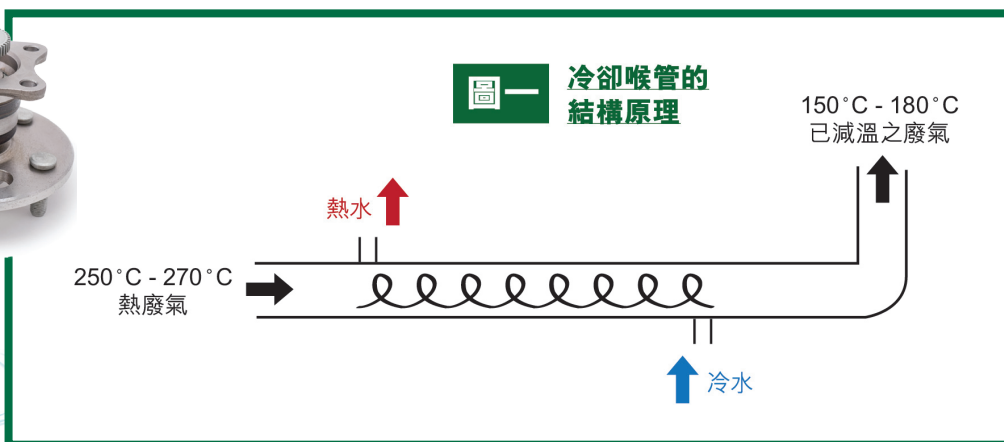 圖一
冷卻喉管的
結構原理
150°C - 180°C
已減溫之廢氣
熱水
250°C - 270°C
熱廢氣
冷水